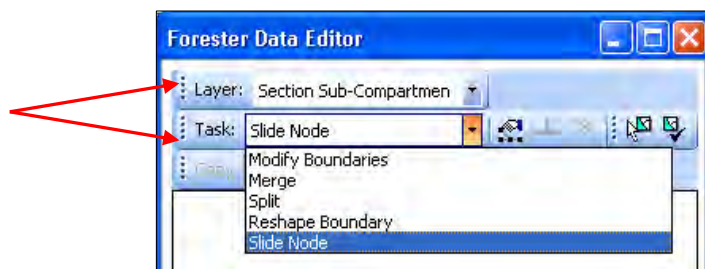 Forester Data Editor
Layer: Section Sub-Compartmen
Task: Slide Node
Modify Boundaries
Merge
Split
Reshape Boundary
Slide Node